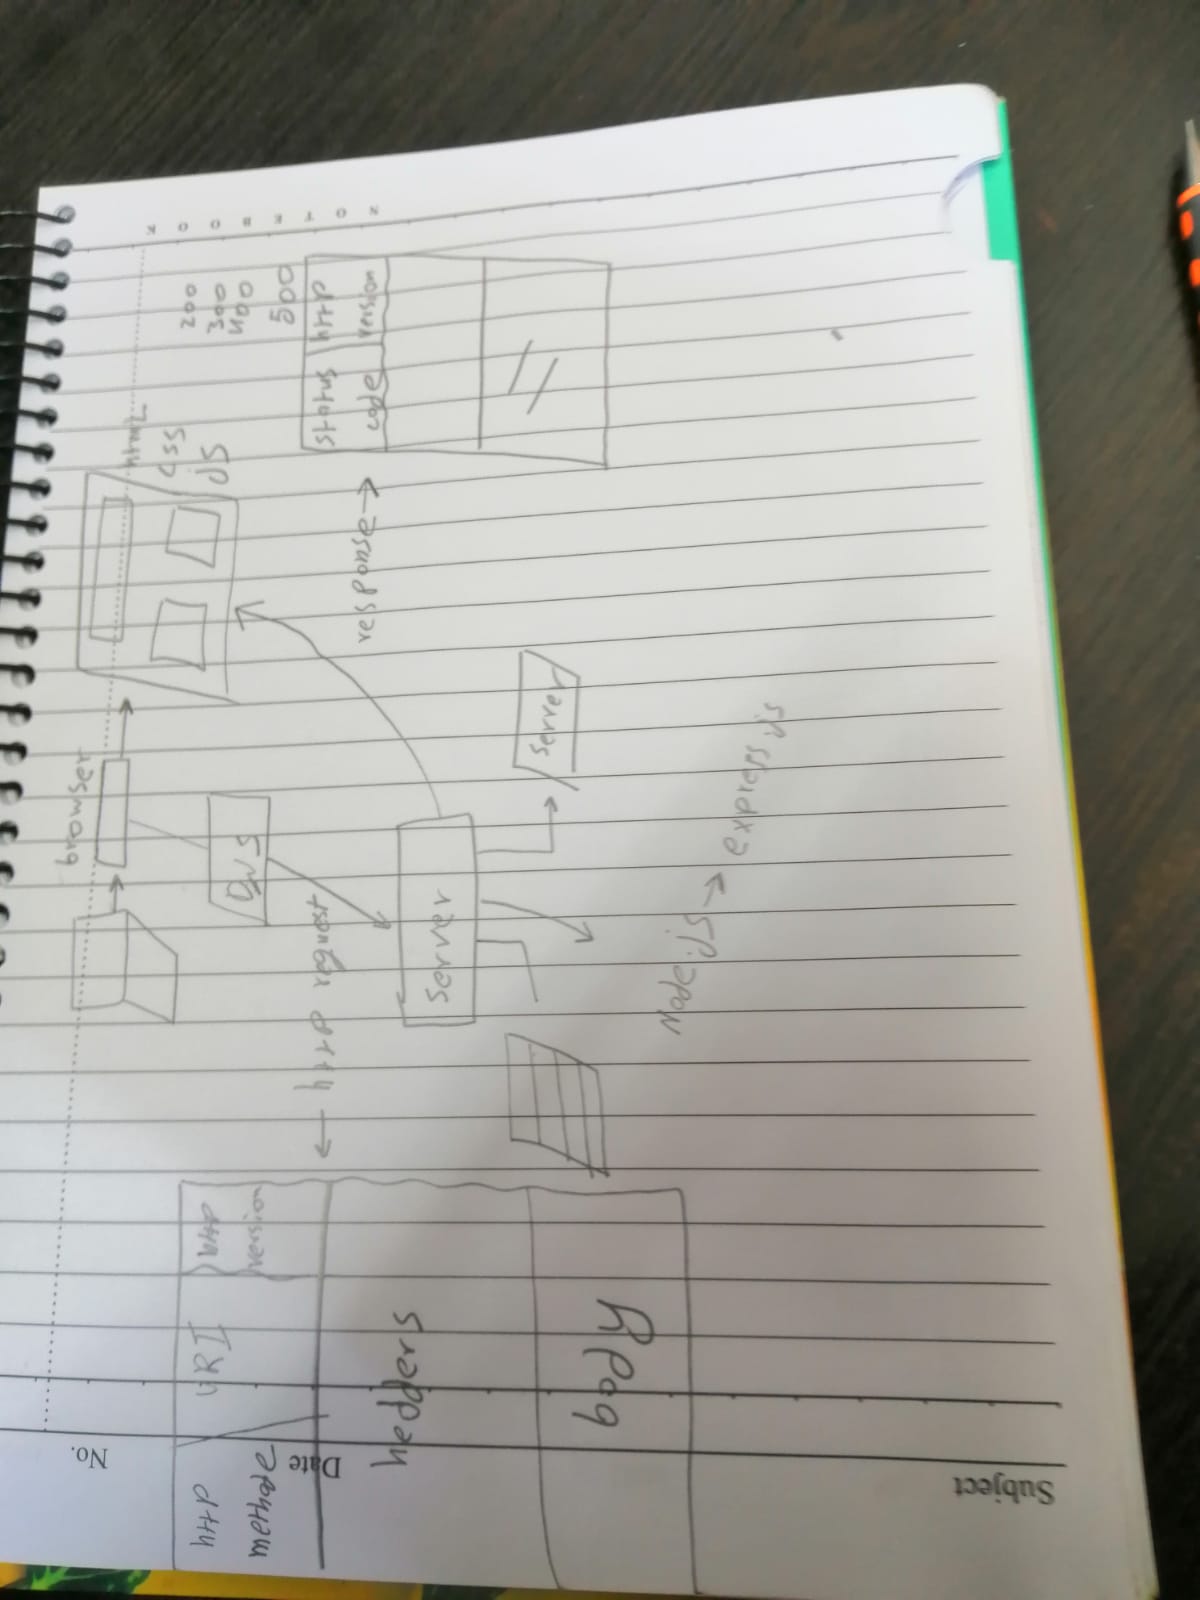 browser
html
css
js
200
300
400
500
DNS
http request
response
status code
http version
server
server
Node.js → express js
http methode
URI
http version
hedders
body
No.
Date
Subject